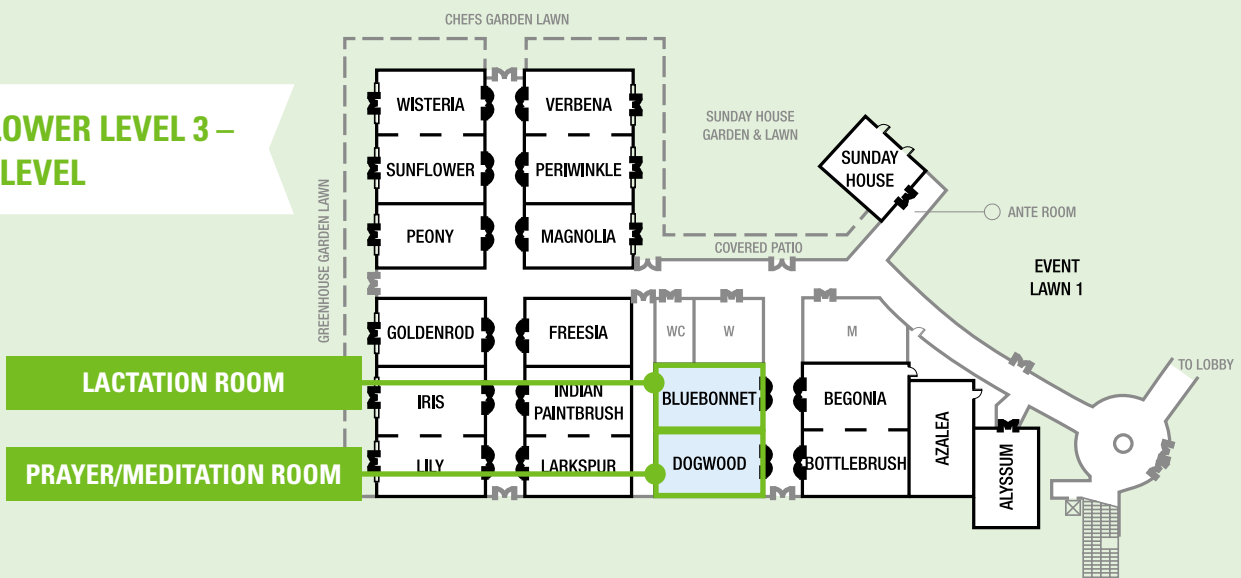 CHEFS GARDEN LAWN
LOWER LEVEL 3 –
LEVEL
GREENHOUSE GARDEN LAWN
WISTERIA
VERBENA
SUNFLOWER
PERIWINKLE
PEONY
MAGNOLIA
SUNDAY HOUSE
GARDEN & LAWN
SUNDAY
HOUSE
ANTE ROOM
COVERED PATIO
EVENT
LAWN 1
GOLDENROD
FREESIA
WC
W
M
TO LOBBY
LACTATION ROOM
IRIS
INDIAN
PAINTBRUSH
BLUEBONNET
BEGONIA
AZALEA
PRAYER/MEDITATION ROOM
LILY
LARKSPUR
DOGWOOD
BOTTLEBRUSH
ALYSSUM